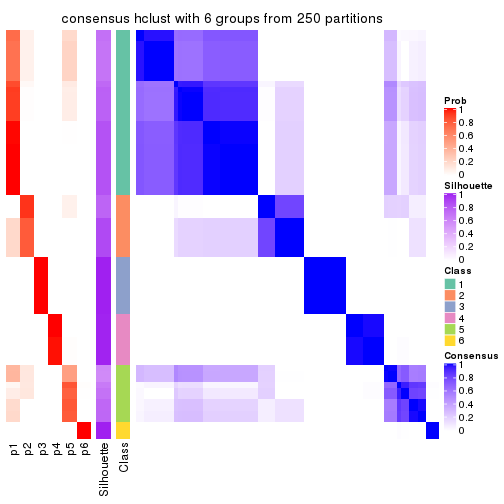 consensus hclust with 6 groups from 250 partitions
Prob
1
0.8
0.6
0.4
0.2
0
Silhouette
1
0.8
0.6
0.4
0.2
0
Class
1
2
3
4
5
6
Consensus
1
0.8
0.6
0.4
0.2
0
p1
p2
p3
p4
p5
p6
Silhouette
Class